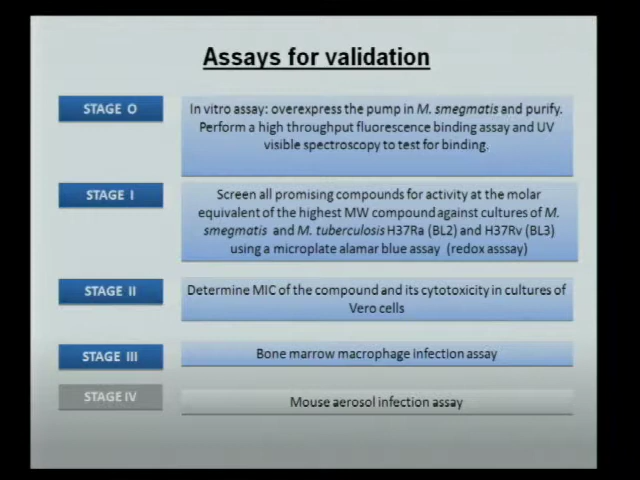 Assays for validation
STAGE O
In vitro assay: overexpress the pump in M. smegmatis and purify.
Perform a high throughput fluorescence binding assay and UV
visible spectroscopy to test for binding.
STAGE I
Screen all promising compounds for activity at the molar
equivalent of the highest MW compound against cultures of M.
smegmatis and M. tuberculosis H37Ra (BL2) and H37Rv (BL3)
using a microplate alamar blue assay (redox asssay)
STAGE II
Determine MIC of the compound and its cytotoxicity in cultures of
Vero cells
STAGE III
Bone marrow macrophage infection assay
STAGE IV
Mouse aerosol infection assay